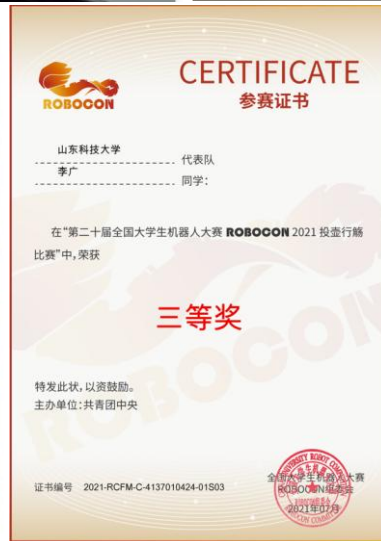 ROBOCON
CERTIFICATE
参赛证书
山东科技大学
代表队
李广
同学：
在“第二十届全国大学生机器人大赛 ROBOCON 2021 投壶行觞
比赛”中，荣获
三等奖
特发此状，以资鼓励。
主办单位：共青团中央
证书编号 2021-RCFM-C-4137010424-01S03
全国大学生机器人大赛
ROBOCON组委会
2021年07月
ROBOCON